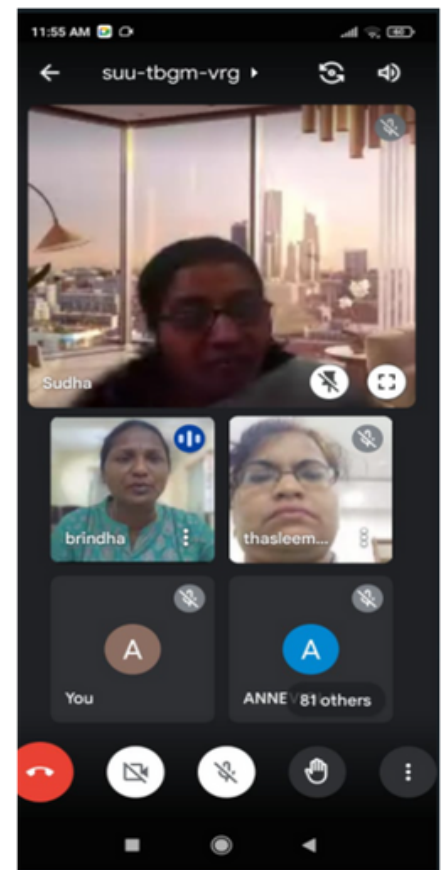 11:55 AM
suu-tbgm-vrg
Sudha
brindha
thasleem...
A
A
You
ANNE
81 others